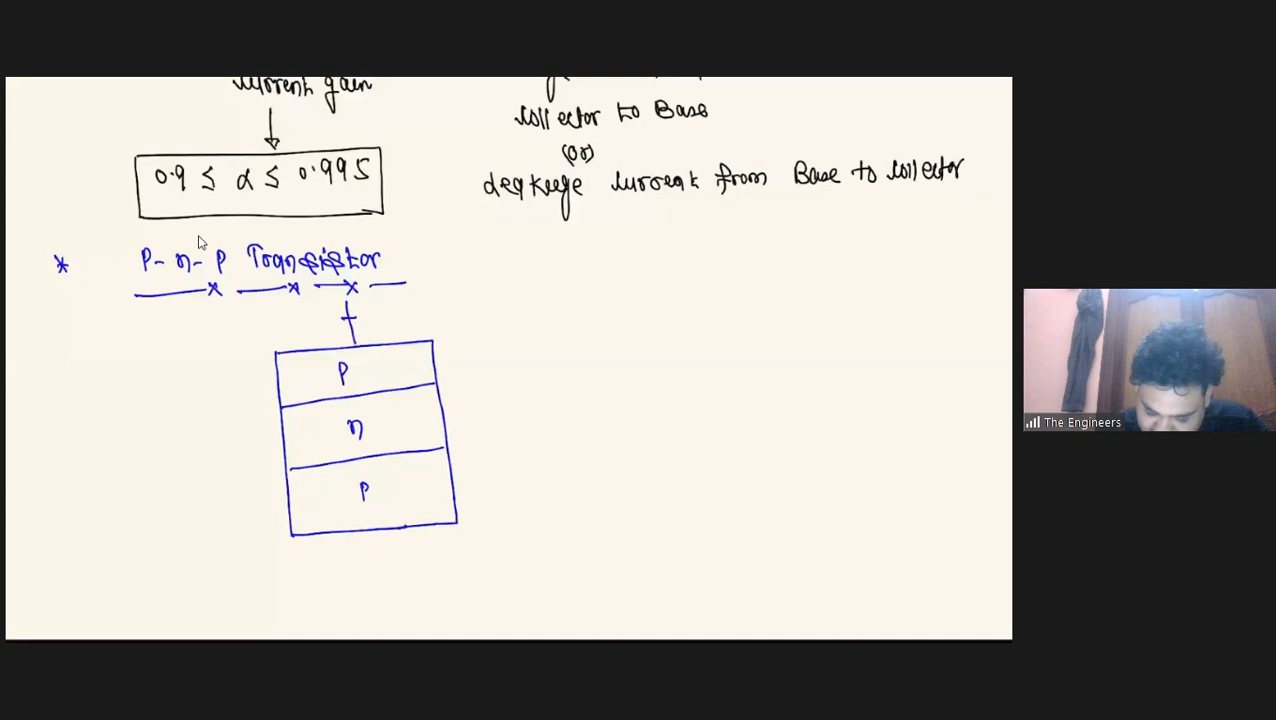 current gain
collector to Base
0.9 ≤ α ≤ 0.995
(or)
leakage current from Base to collector
* P-n-P Transistor
P
n
P
The Engineers